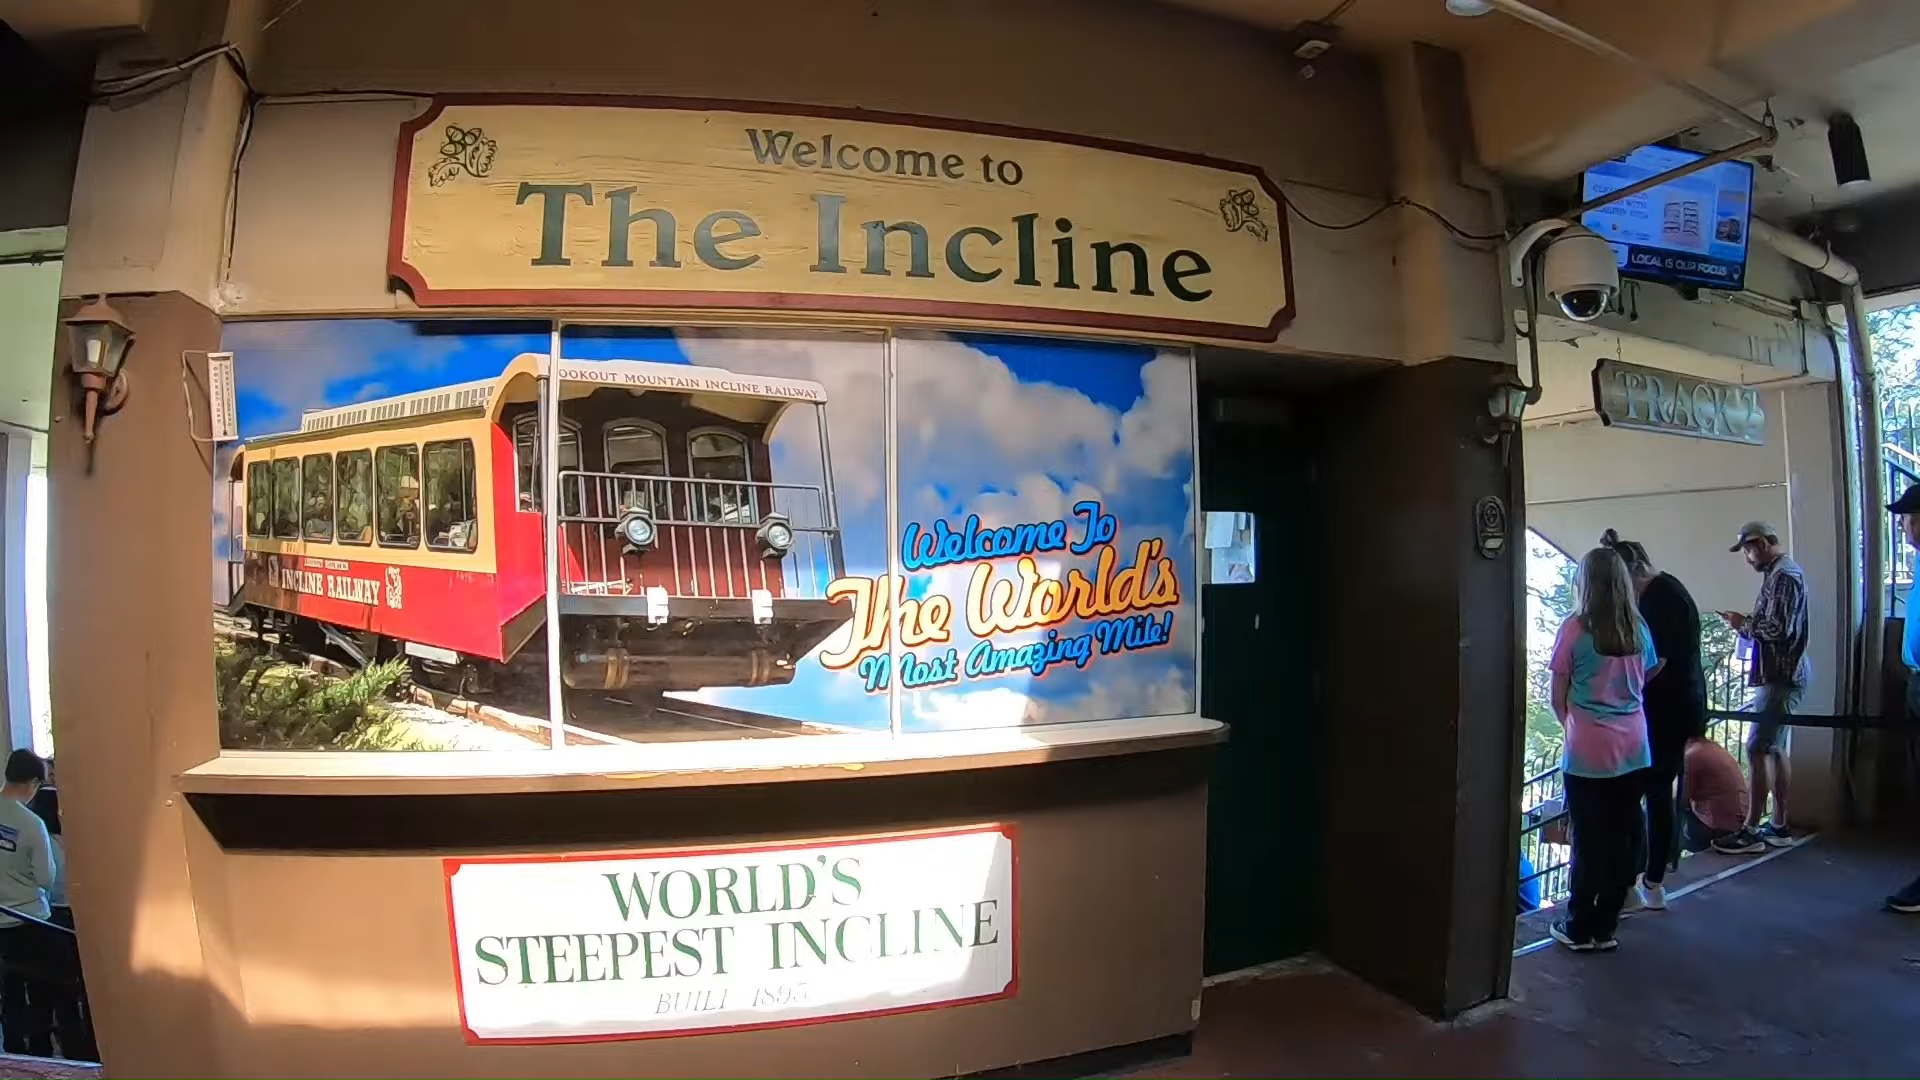 Welcome to
The Incline
OOKOUT MOUNTAIN INCLINE RAILWAY
INCLINE RAILWAY
Welcome To
The World's
Most Amazing Mile!
WORLD'S
STEEPEST INCLINE
BUILT 1895
LOCAL IS OUR FOCUS
TRACK 2